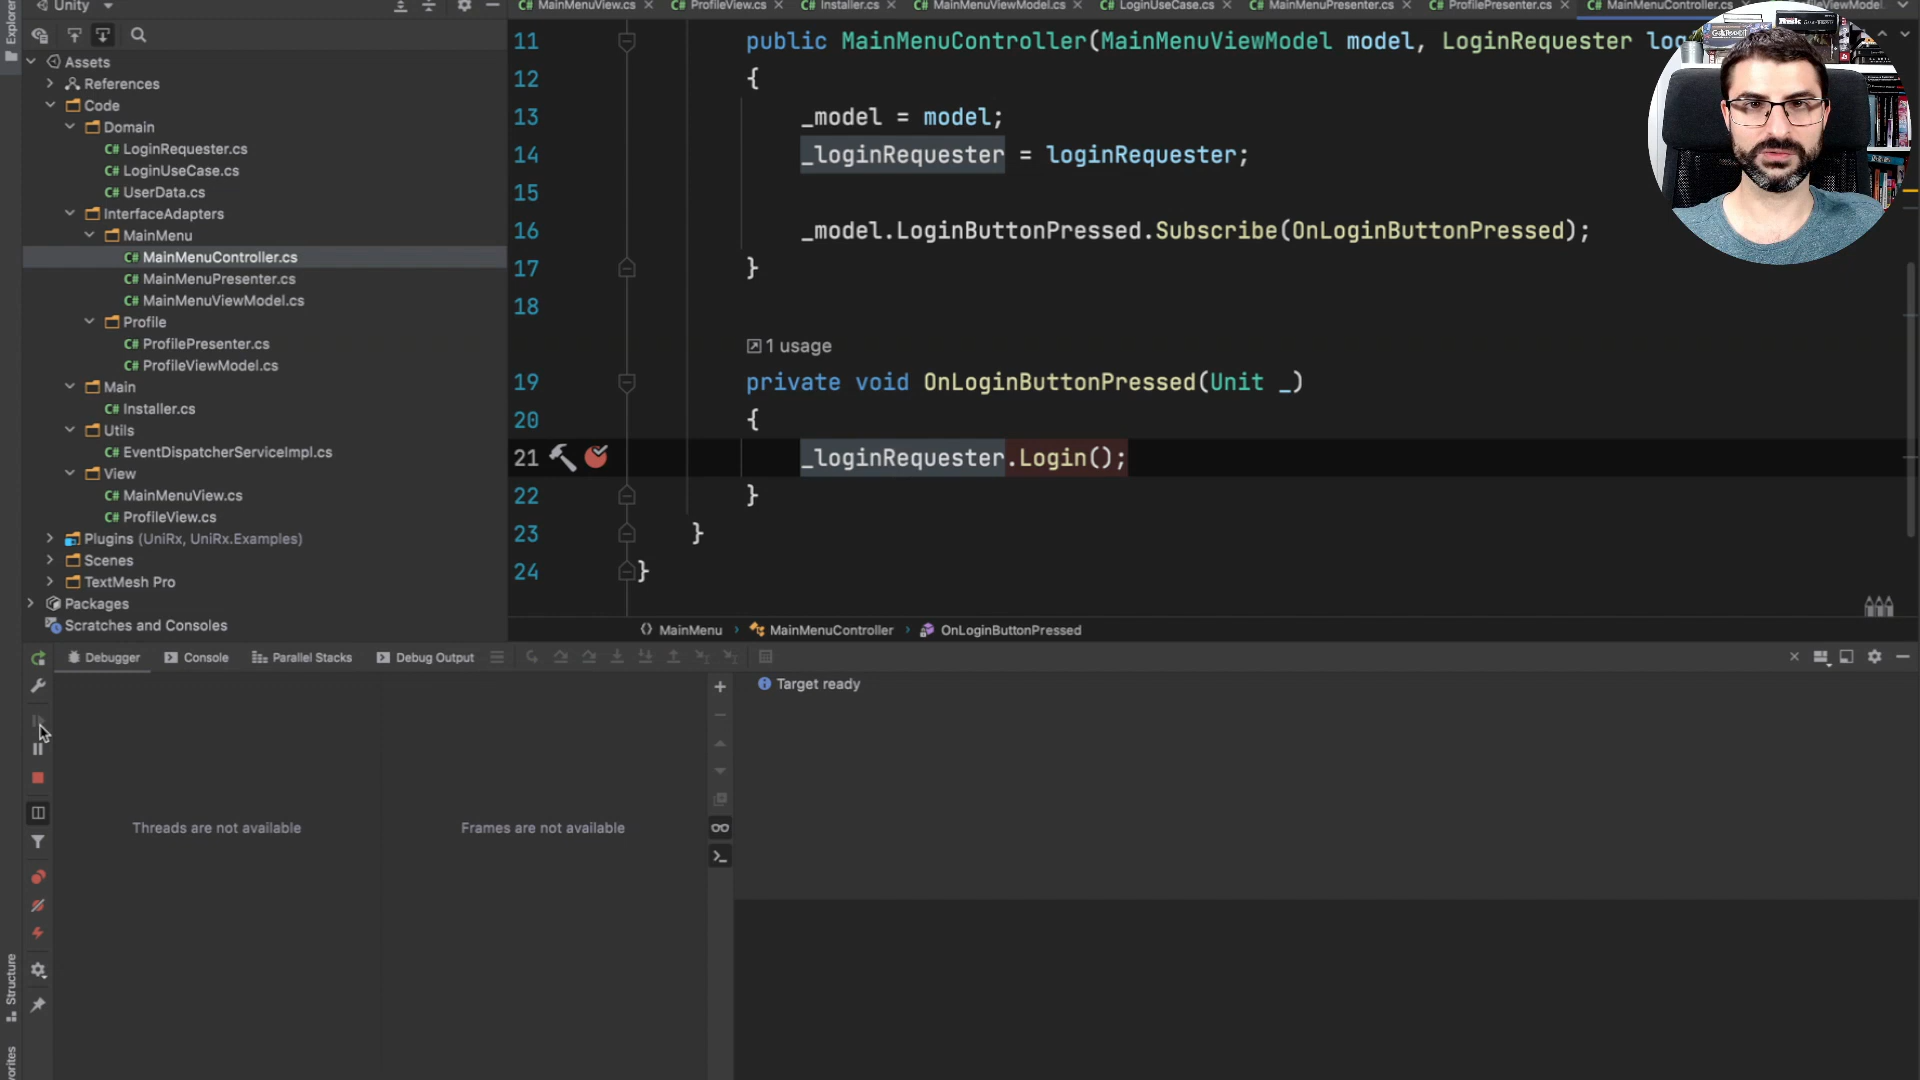 Explorer
Unity
Assets
References
Code
Domain
C# LoginRequester.cs
C# LoginUseCase.cs
C# UserData.cs
InterfaceAdapters
MainMenu
C# MainMenuController.cs
C# MainMenuPresenter.cs
C# MainMenuViewModel.cs
Profile
C# ProfilePresenter.cs
C# ProfileViewModel.cs
Main
C# Installer.cs
Utils
C# EventDispatcherServiceImpl.cs
View
C# MainMenuView.cs
C# ProfileView.cs
Plugins (UniRx, UniRx.Examples)
Scenes
TextMesh Pro
Packages
Scratches and Consoles
C# MainMenuView.cs
C# ProfileView.cs
C# Installer.cs
C# MainMenuViewModel.cs
C# LoginUseCase.cs
C# MainMenuPresenter.cs
C# ProfilePresenter.cs
C# MainMenuController.cs
11 public MainMenuController(MainMenuViewModel model, LoginRequester log
12 {
13 _model = model;
14 _loginRequester = loginRequester;
15
16 _model.LoginButtonPressed.Subscribe(OnLoginButtonPressed);
17 }
18
1 usage
19 private void OnLoginButtonPressed(Unit _)
20 {
21 _loginRequester.Login();
22 }
23 }
24 }
MainMenu
MainMenuController
OnLoginButtonPressed
Debugger
Console
Parallel Stacks
Debug Output
Target ready
Threads are not available
Frames are not available
Structure